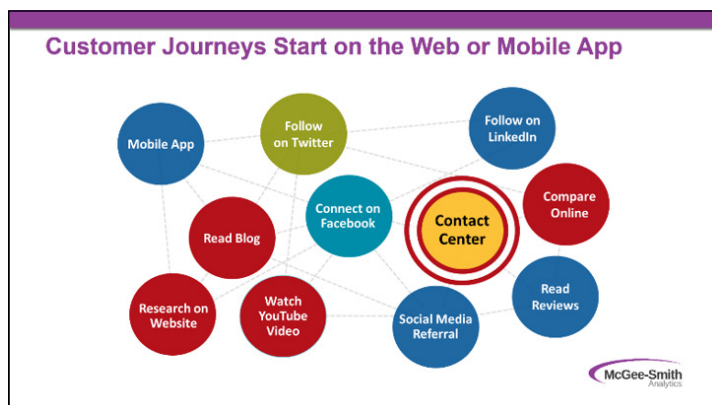 Customer Journeys Start on the Web or Mobile App
Mobile App
Follow
on Twitter
Follow on
LinkedIn
Read Blog
Connect on
Facebook
Contact
Center
Compare
Online
Research on
Website
Watch
YouTube
Video
Social Media
Referral
Read
Reviews
McGee-Smith
Analytics